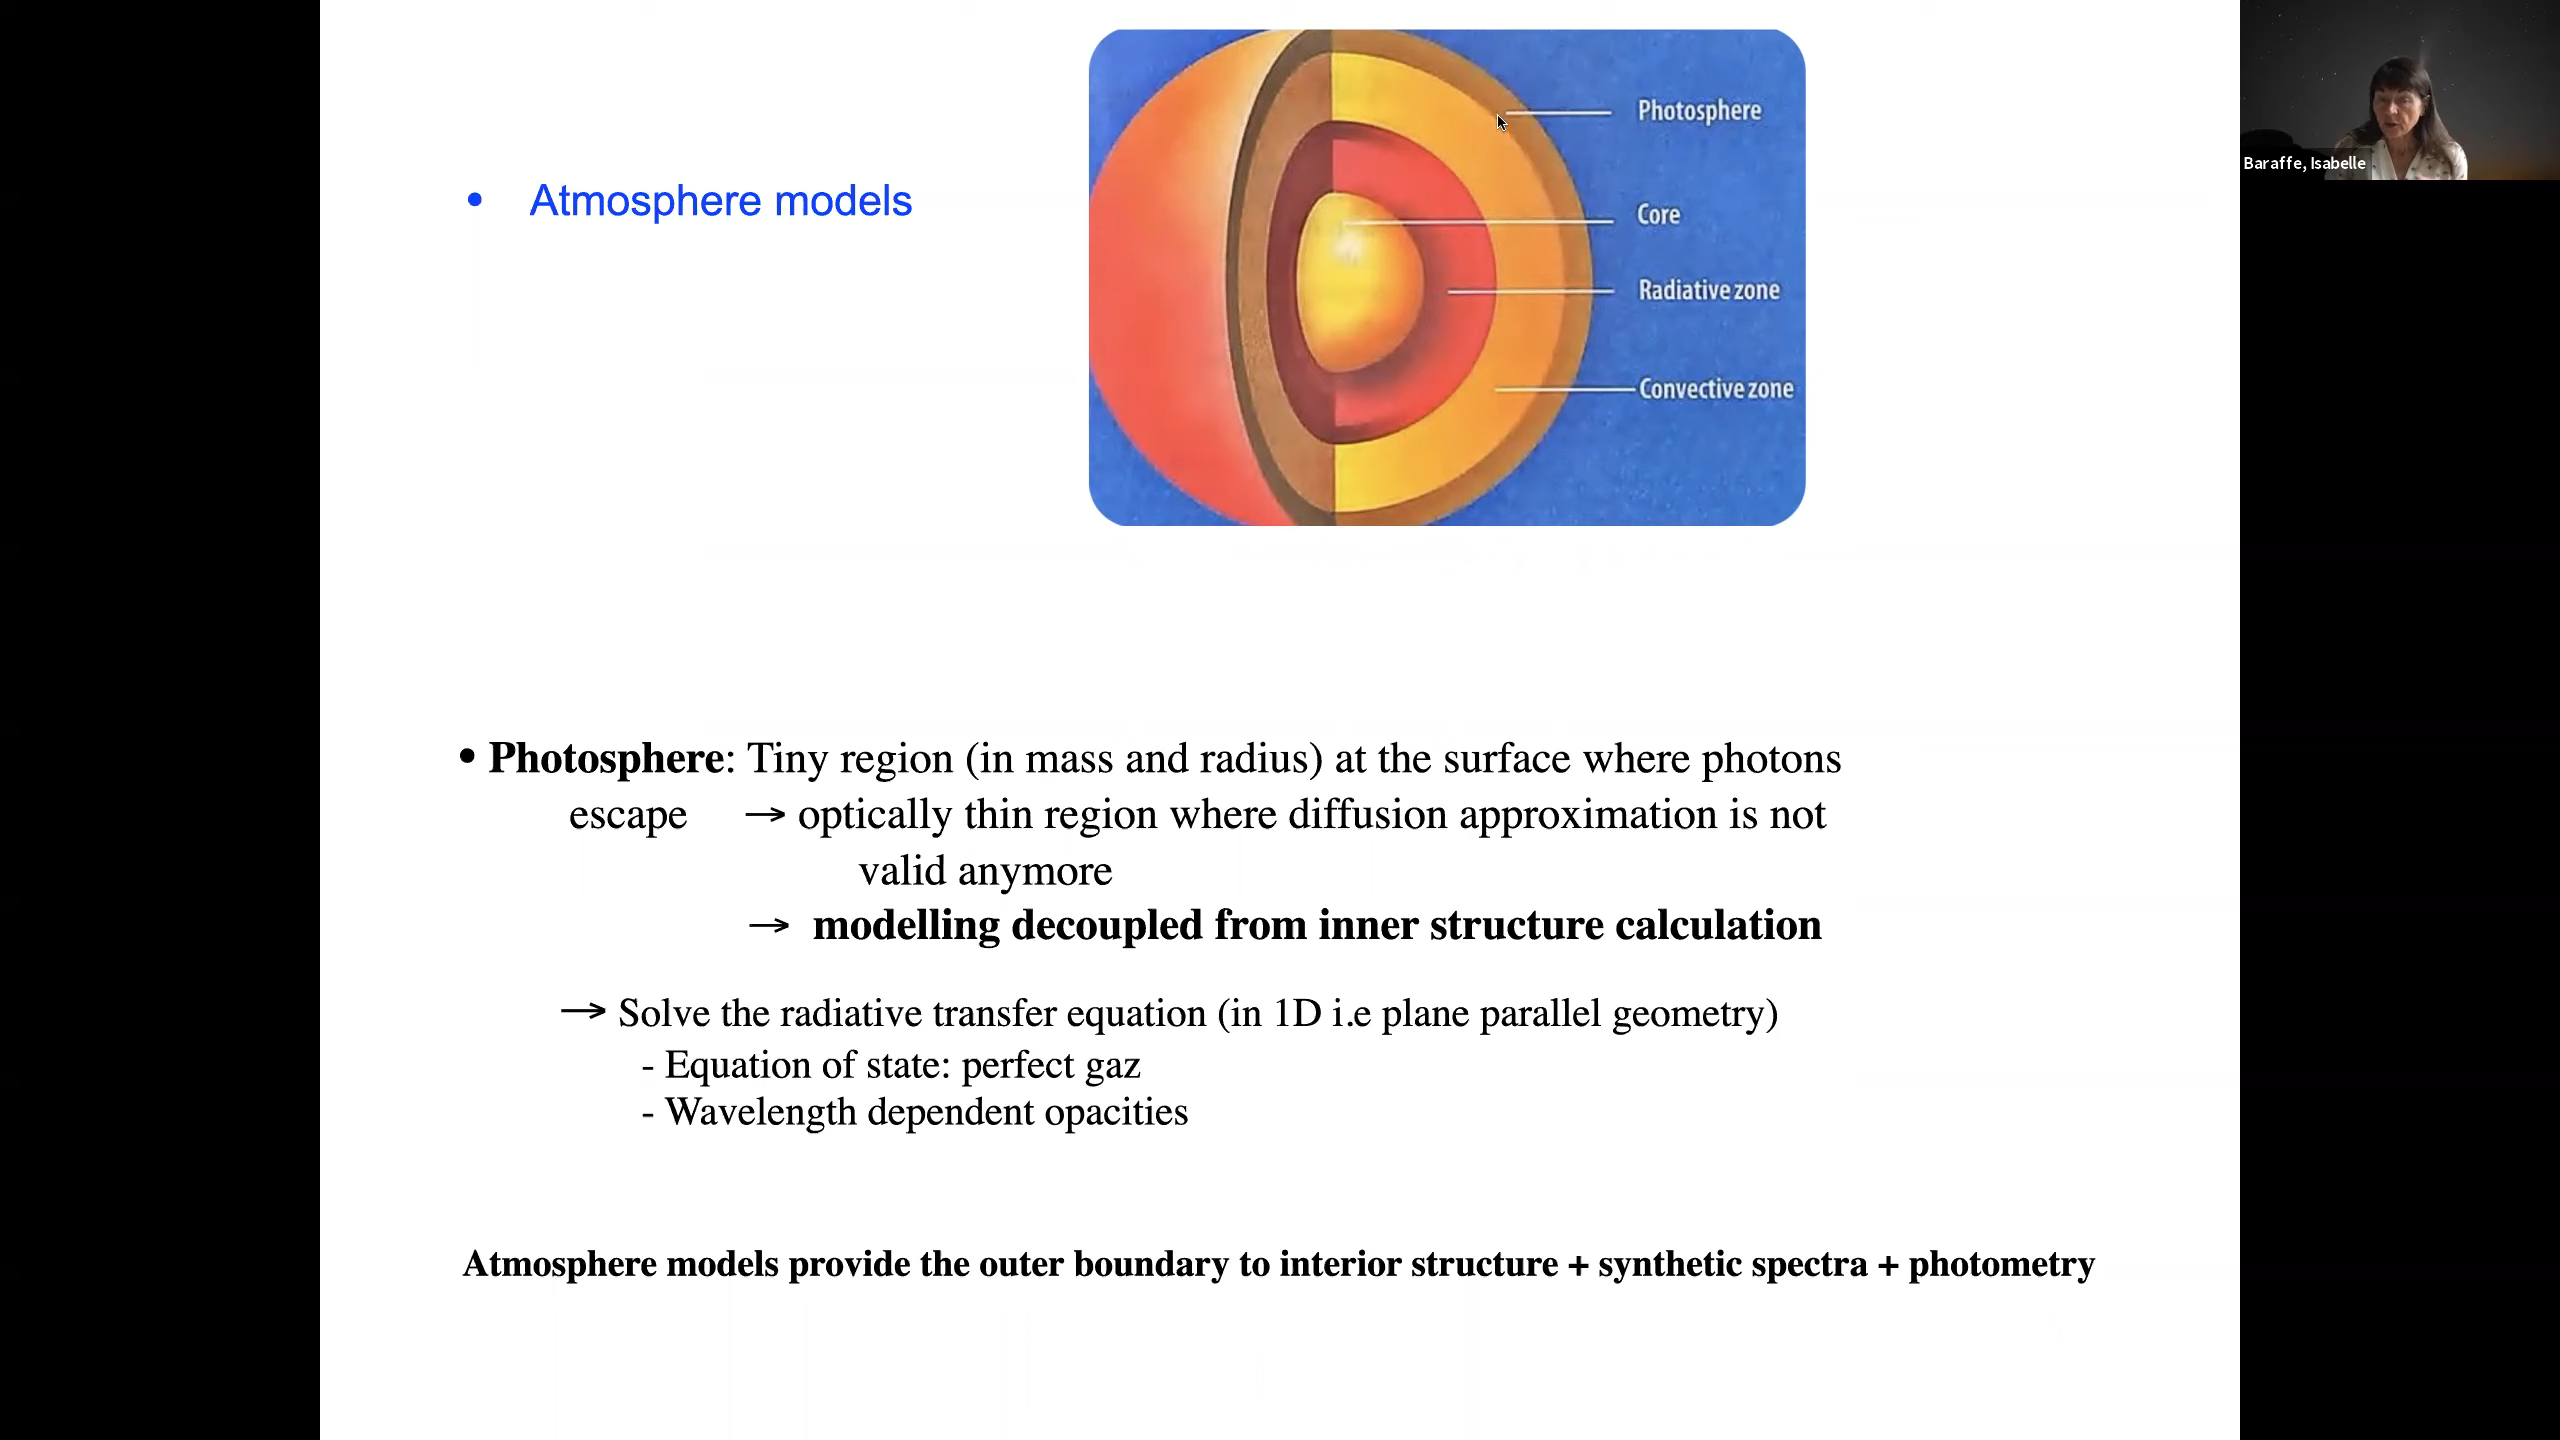 Photosphere
Core
Radiative zone
Convective zone
Baraffe, Isabelle
• Atmosphere models
• Photosphere: Tiny region (in mass and radius) at the surface where photons
escape → optically thin region where diffusion approximation is not
valid anymore
→ modelling decoupled from inner structure calculation
→ Solve the radiative transfer equation (in 1D i.e plane parallel geometry)
- Equation of state: perfect gaz
- Wavelength dependent opacities
Atmosphere models provide the outer boundary to interior structure + synthetic spectra + photometry